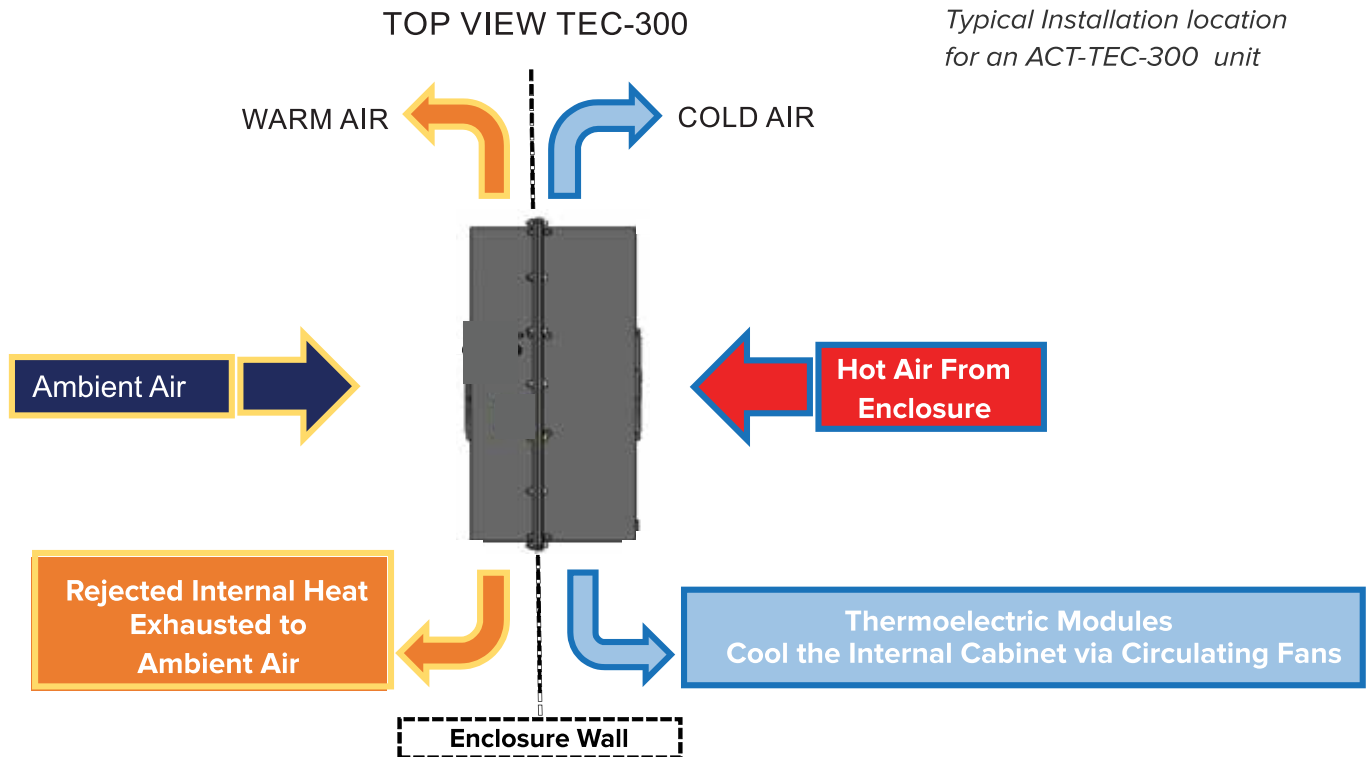 TOP VIEW TEC-300
Typical Installation location
for an ACT-TEC-300 unit
WARM AIR
COLD AIR
Ambient Air
Hot Air From
Enclosure
Rejected Internal Heat
Exhausted to
Ambient Air
Thermoelectric Modules
Cool the Internal Cabinet via Circulating Fans
Enclosure Wall